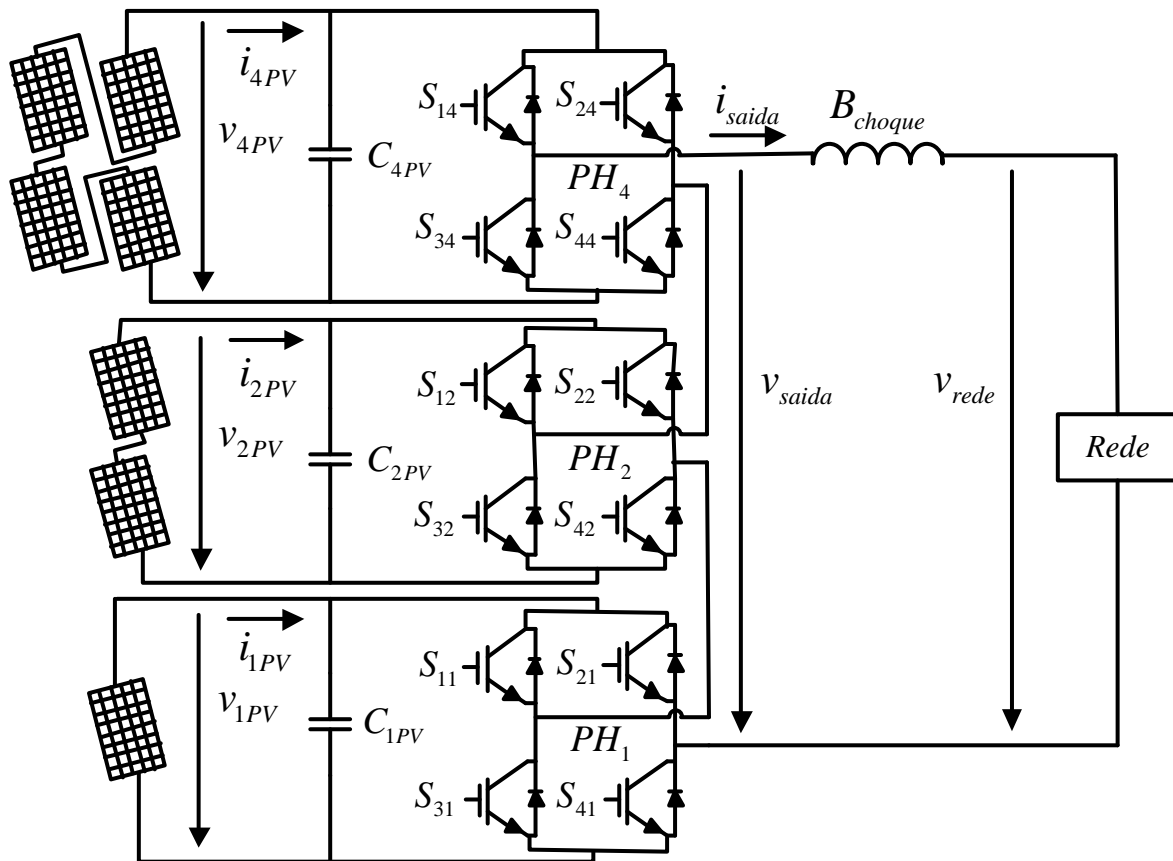 i4PV
v4PV
C4PV
S14
S24
PH4
S34
S44
isaida
Bchoque
i2PV
v2PV
C2PV
S12
S22
PH2
S32
S42
vsaida
vrede
Rede
i1PV
v1PV
C1PV
S11
S21
PH1
S31
S41